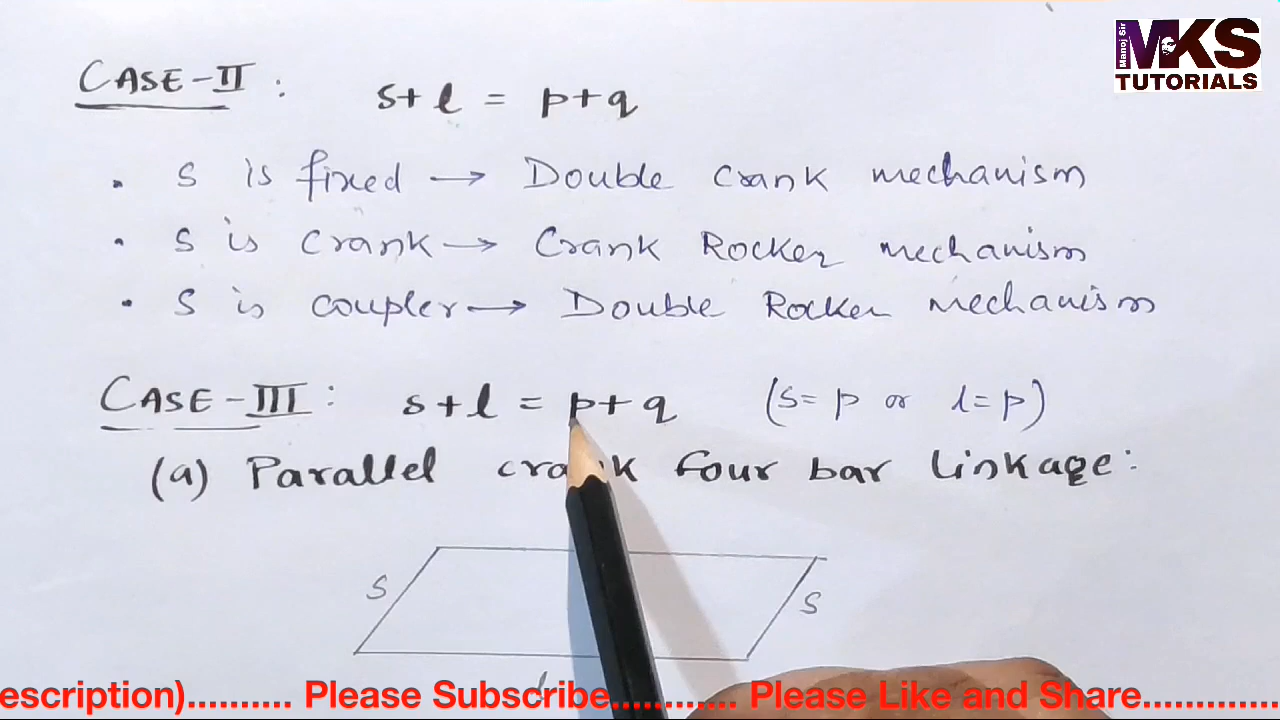 Manoj Sir
MKS
TUTORIALS
CASE-II : s+l = p+q
• S is fixed → Double crank mechanism
• S is crank → Crank Rocker mechanism
• S is coupler → Double Rocker mechanism
CASE-III : s+l = p+q (s=p or l=p)
(a) Parallel crank four bar linkage:
S S
escription).......... Please Subscribe............ Please Like and Share..............